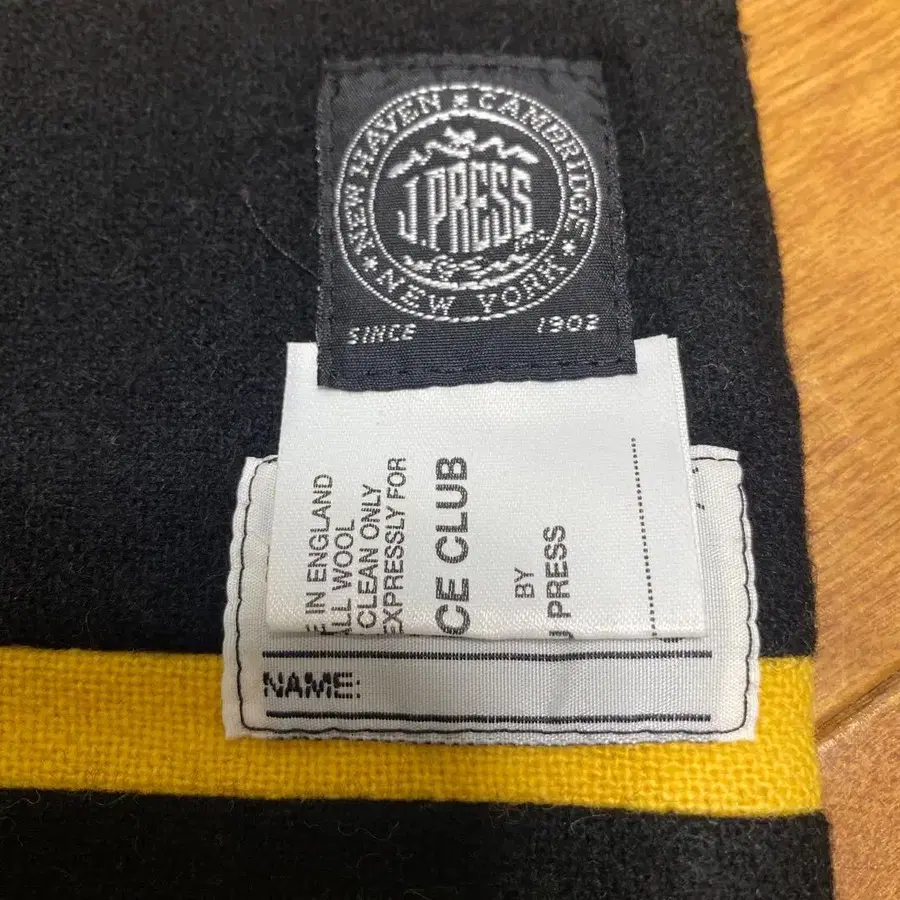 NEW HAVEN * CAMBRIDGE * NEW YORK *
J.PRESS
INC.
SINCE 1902
E IN ENGLAND
ALL WOOL
CLEAN ONLY
EXPRESSLY FOR
CE CLUB
BY
J PRESS
NAME: